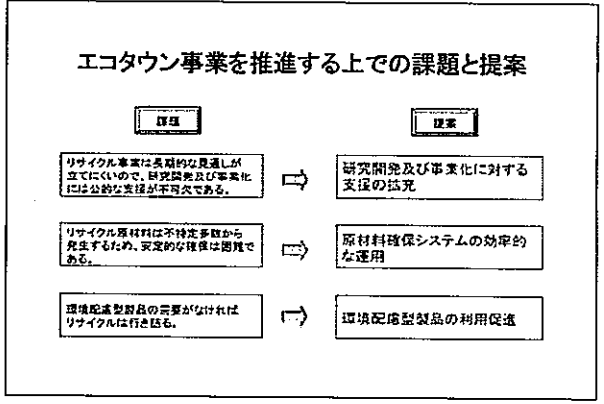 エコタウン事業を推進する上での課題と提案
課題
提案
リサイクル事業は長期的な見通しが
立てにくいので、研究開発及び事業化
には公的な支援が不可欠である。
研究開発及び事業化に対する
支援の拡充
リサイクル原材料は不特定多数から
発生するため、安定的な確保は困難で
ある。
原材料確保システムの効率的
な運用
環境配慮型製品の需要がなければ
リサイクルは行き詰る。
環境配慮型製品の利用促進